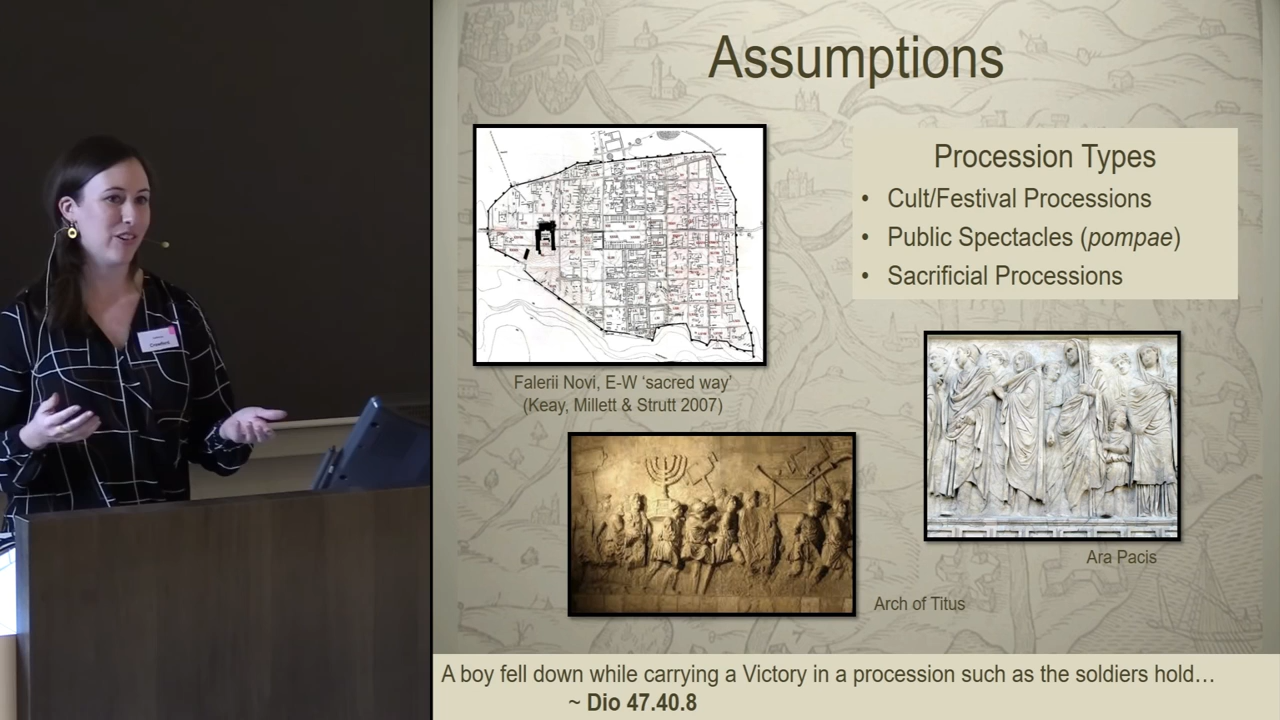 Assumptions
Procession Types
• Cult/Festival Processions
• Public Spectacles (pompae)
• Sacrificial Processions
Falerii Novi, E-W ‘sacred way’
(Keay, Millett & Strutt 2007)
Ara Pacis
Arch of Titus
A boy fell down while carrying a Victory in a procession such as the soldiers hold…
~ Dio 47.40.8
Crawford